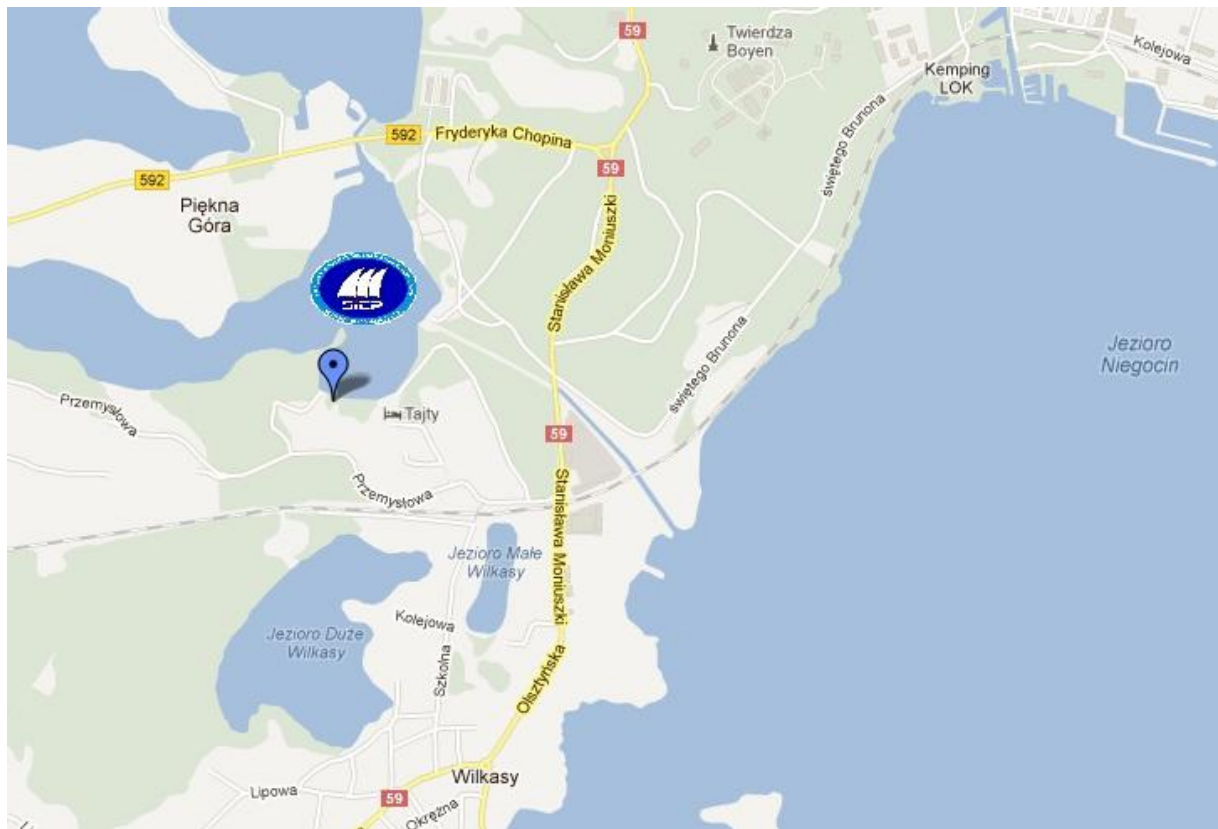 59
Twierdza
Boyen
Kolejowa
Kemping
LOK
592
Fryderyka Chopina
59
592
świętego Brunona
Piękna
Góra
Stanisława Moniuszki
Jezioro
Niegocin
świętego Brunona
Przemysłowa
Tajty
59
Przemysłowa
Stanisława Moniuszki
Jezioro Małe
Wilkasy
Kolejowa
Jezioro Duże
Wilkasy
Szkolna
Olsztyńska
Wilkasy
Lipowa
59
Okrężna